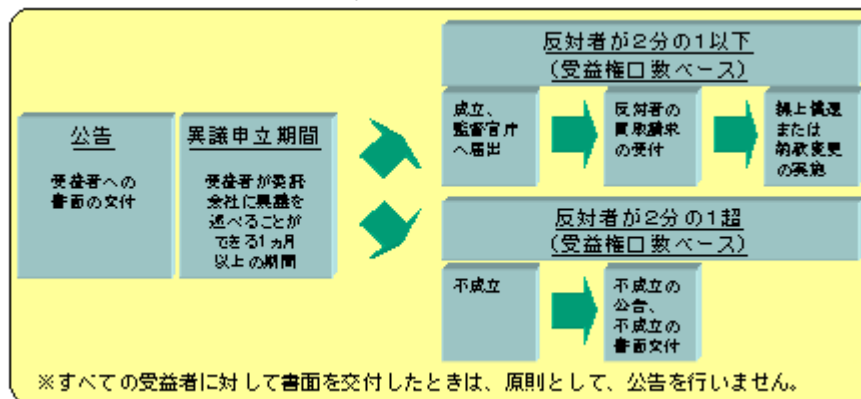 公告
受益者への
書面の交付
異議申立期間
受益者が委託
会社に異議を
述べることが
できる1ヵ月
以上の期間
反対者が2分の1以下
(受益権口数ベース)
成立、
監督官庁
へ届出
反対者の
買取請求
の受付
繰上償還
または
約款変更
の実施
反対者が2分の1超
(受益権口数ベース)
不成立
不成立の
公告、
不成立の
書面交付
※すべての受益者に対して書面を交付したときは、原則として、公告を行いません。